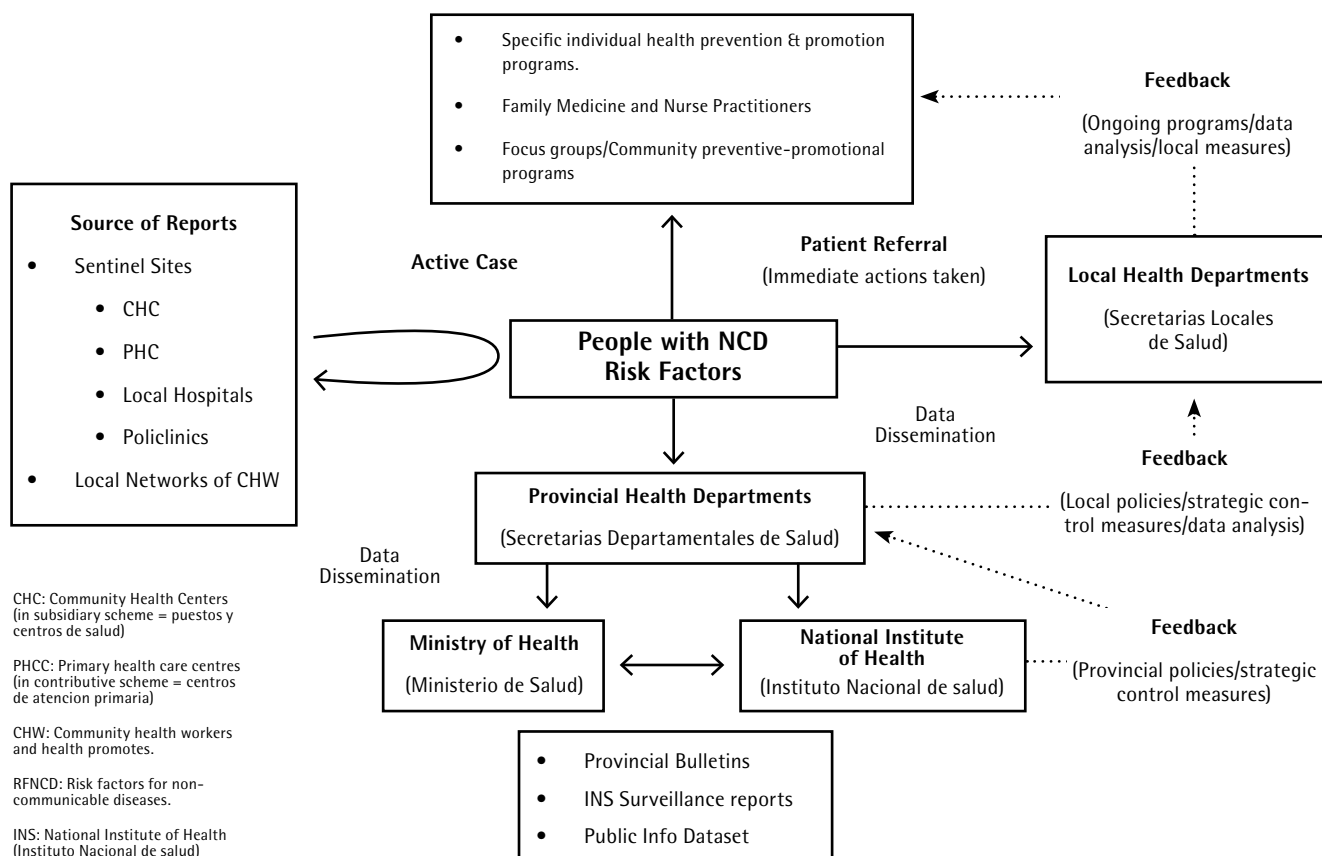 • Specific individual health prevention & promotion
programs.
• Family Medicine and Nurse Practitioners
• Focus groups/Community preventive-promotional
programs
Feedback
(Ongoing programs/data
analysis/local measures)
Source of Reports
• Sentinel Sites
• CHC
• PHC
• Local Hospitals
• Policlinics
• Local Networks of CHW
Active Case
Patient Referral
(Immediate actions taken)
Local Health Departments
(Secretarias Locales
de Salud)
People with NCD
Risk Factors
Data
Dissemination
Feedback
(Local policies/strategic con-
trol measures/data analysis)
Provincial Health Departments
(Secretarias Departamentales de Salud)
Data
Dissemination
Ministry of Health
(Ministerio de Salud)
National Institute
of Health
(Instituto Nacional de salud)
Feedback
(Provincial policies/strategic
control measures)
• Provincial Bulletins
• INS Surveillance reports
• Public Info Dataset
CHC: Community Health Centers
(in subsidiary scheme = puestos y
centros de salud)
PHCC: Primary health care centres
(in contributive scheme = centros
de atencion primaria)
CHW: Community health workers
and health promotes.
RFNCD: Risk factors for non-
communicable diseases.
INS: National Institute of Health
(Instituto Nacional de salud)